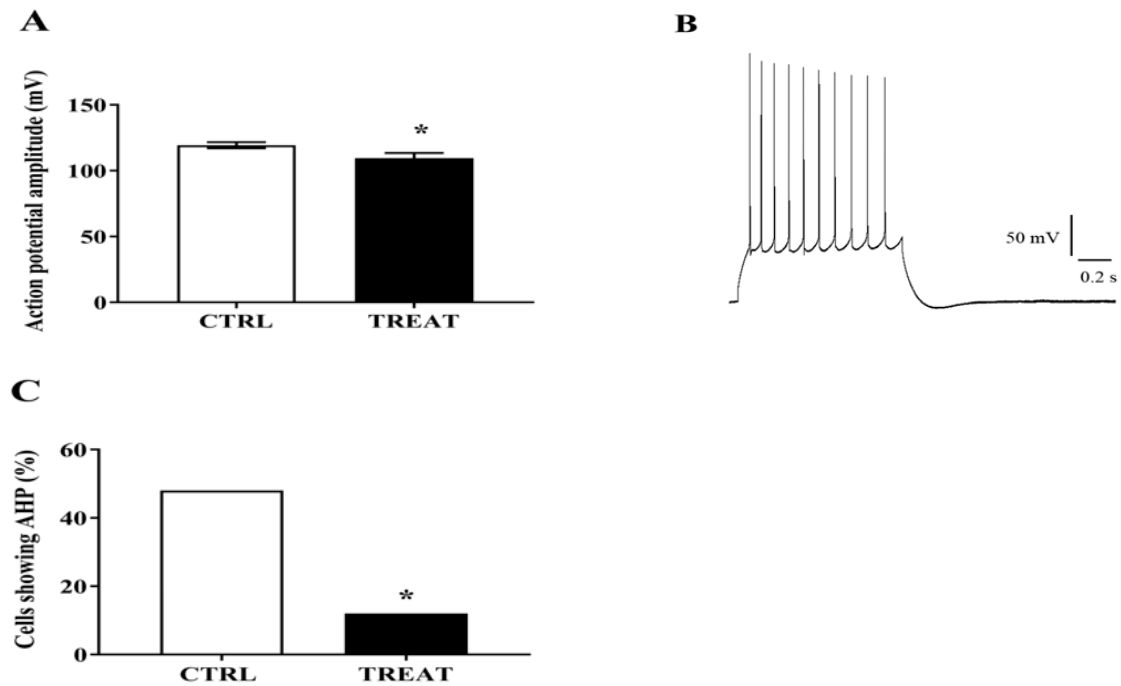 A
Action potential amplitude (mV)
150
100
50
0
*
CTRL
TREAT
B
50 mV
0.2 s
C
Cells showing AHP (%)
60
40
20
0
*
CTRL
TREAT